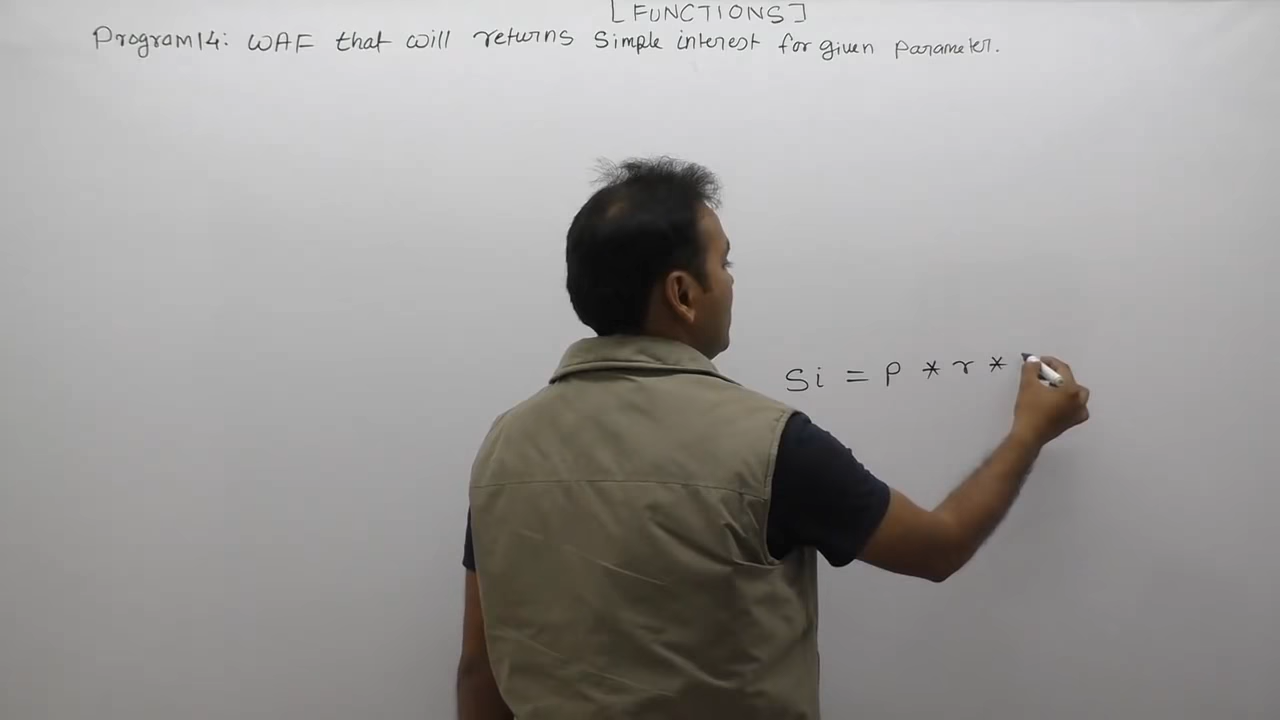 [FUNCTIONS]
Program14: WAF that will returns Simple interest for given parameter.
Si = P * r *